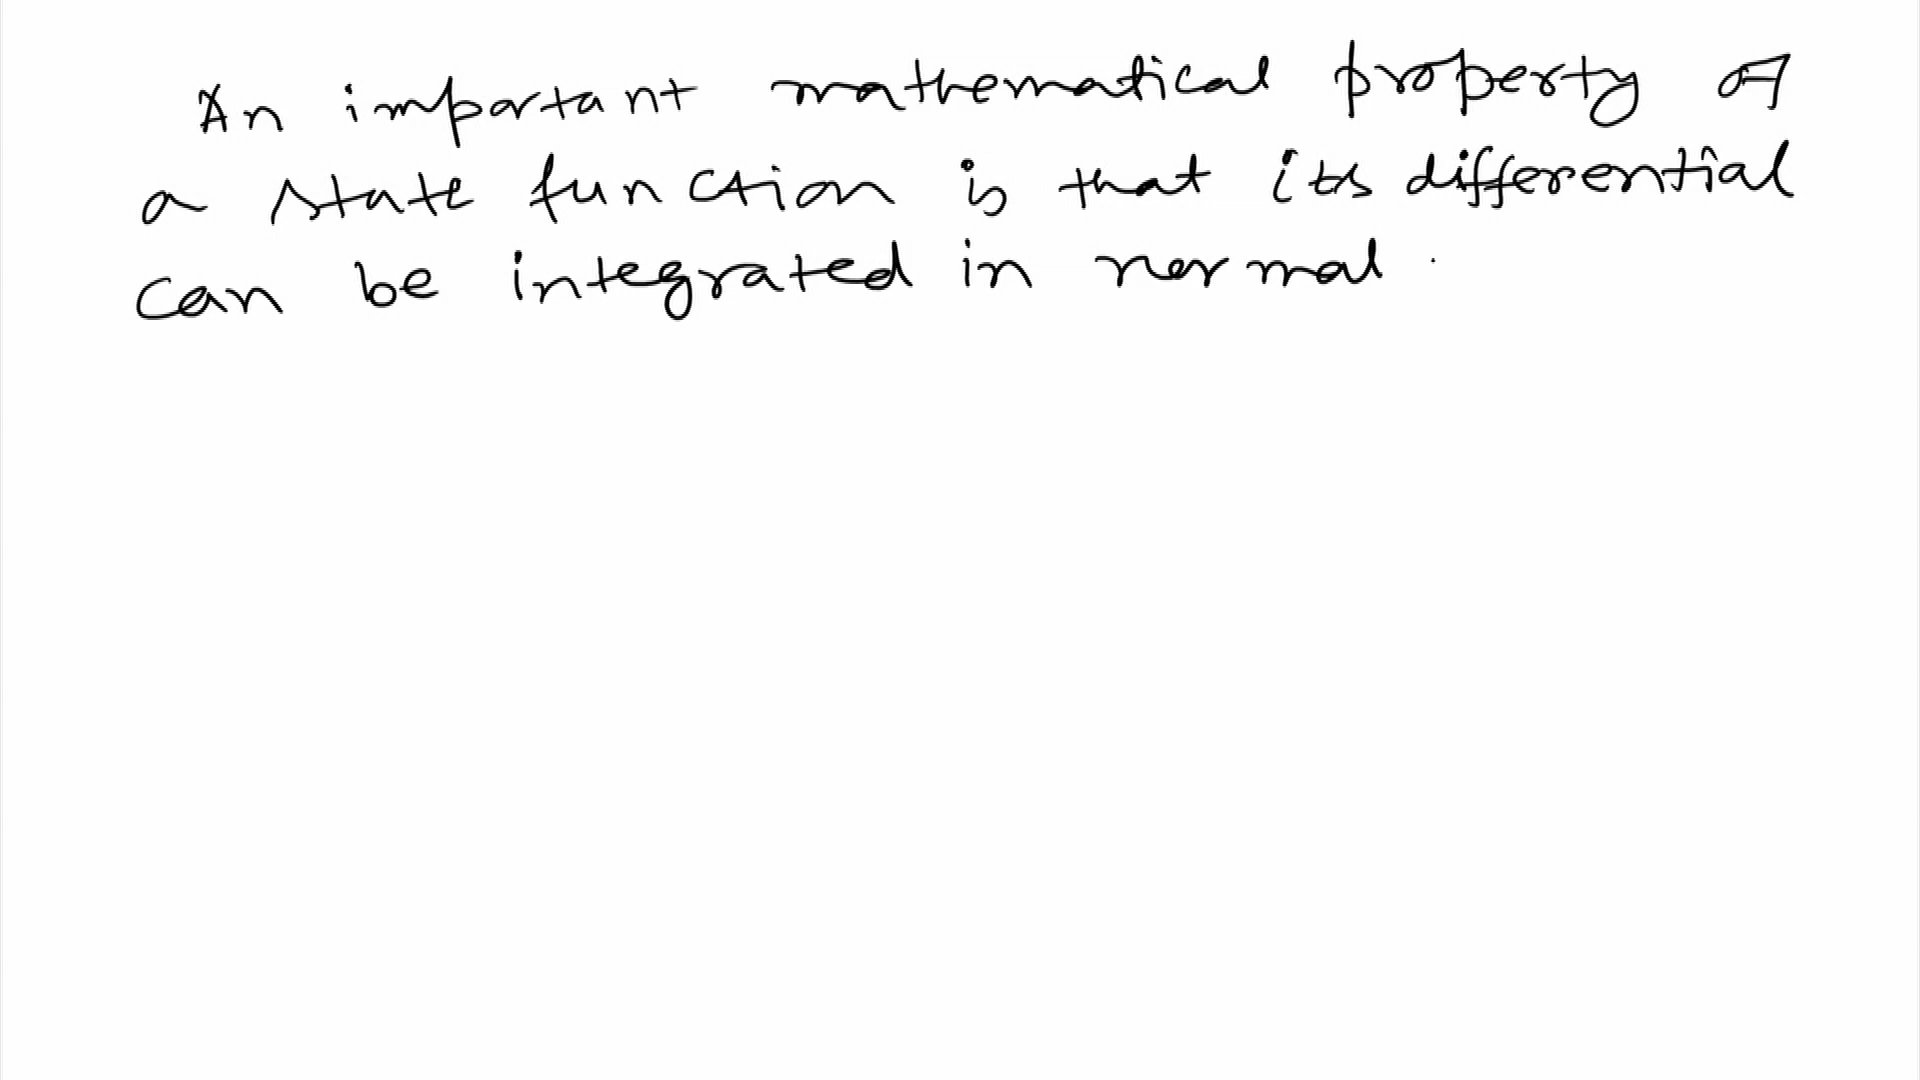 An important mathematical property of
a state function is that its differential
can be integrated in normal